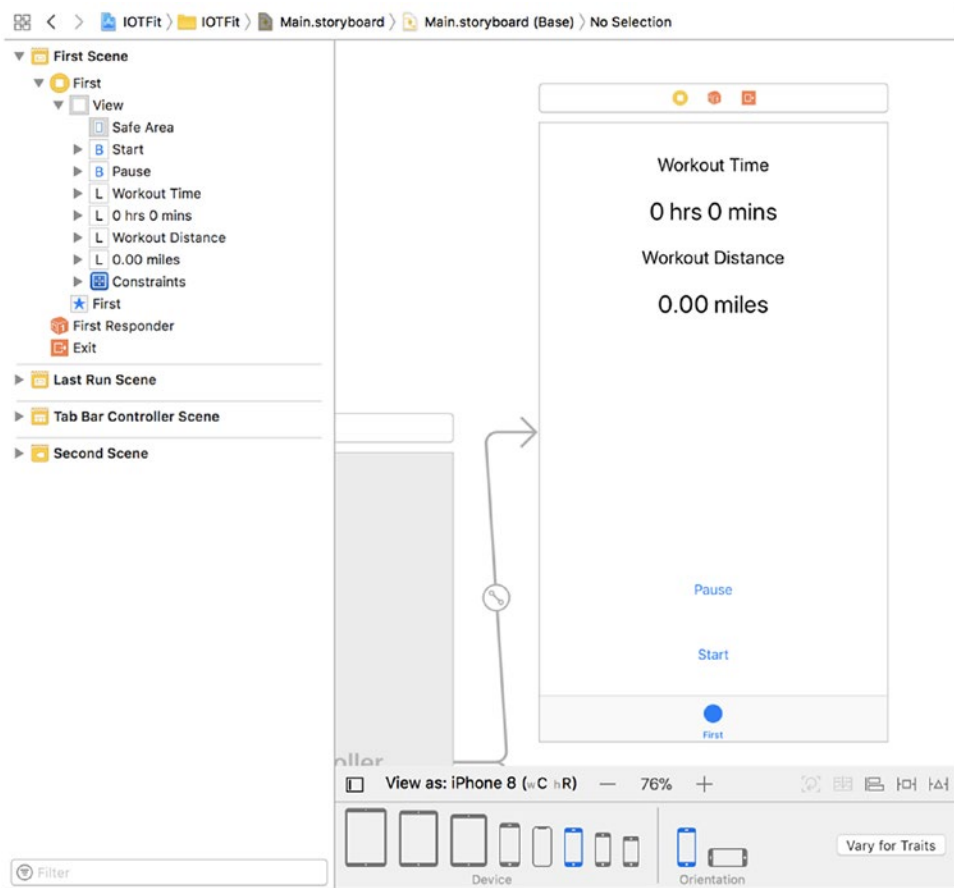 IOTFit IOTFit Main.storyboard Main.storyboard (Base) No Selection
First Scene
First
View
Safe Area
B Start
B Pause
L Workout Time
L 0 hrs 0 mins
L Workout Distance
L 0.00 miles
Constraints
First
First Responder
Exit
Last Run Scene
Tab Bar Controller Scene
Second Scene
Filter
Workout Time
0 hrs 0 mins
Workout Distance
0.00 miles
Pause
Start
First
oller
View as: iPhone 8 (wC hR) — 76% +
Vary for Traits
Device
Orientation